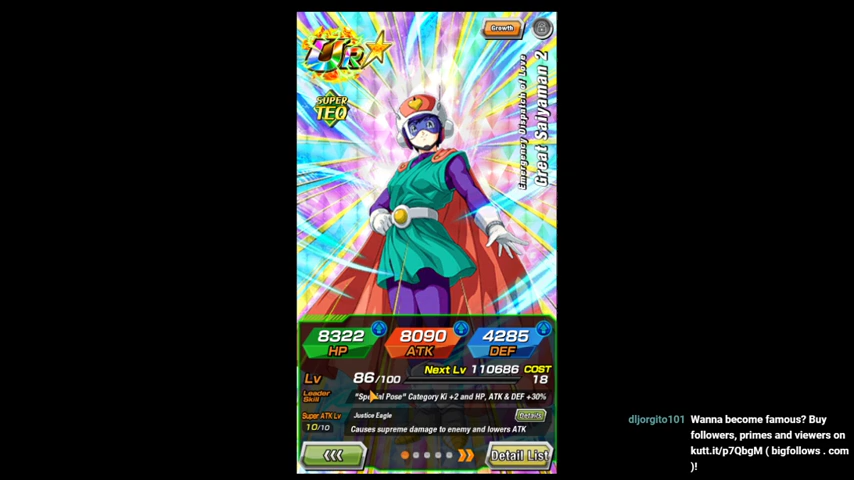 Growth
UR
SUPER
TEQ
Emergency Dispatch of Love
Great Saiyaman 2
8322
HP
8090
ATK
4285
DEF
Next Lv 110686
COST
18
Lv 86/100
Leader
Skill
"Special Pose" Category Ki +2 and HP, ATK & DEF +30%
Super ATK Lv
10/10
Justice Eagle
Details
Causes supreme damage to enemy and lowers ATK
Detail List
dljorgito101 Wanna become famous? Buy
followers, primes and viewers on
kutt.it/p7QbgM ( bigfollows . com
)!